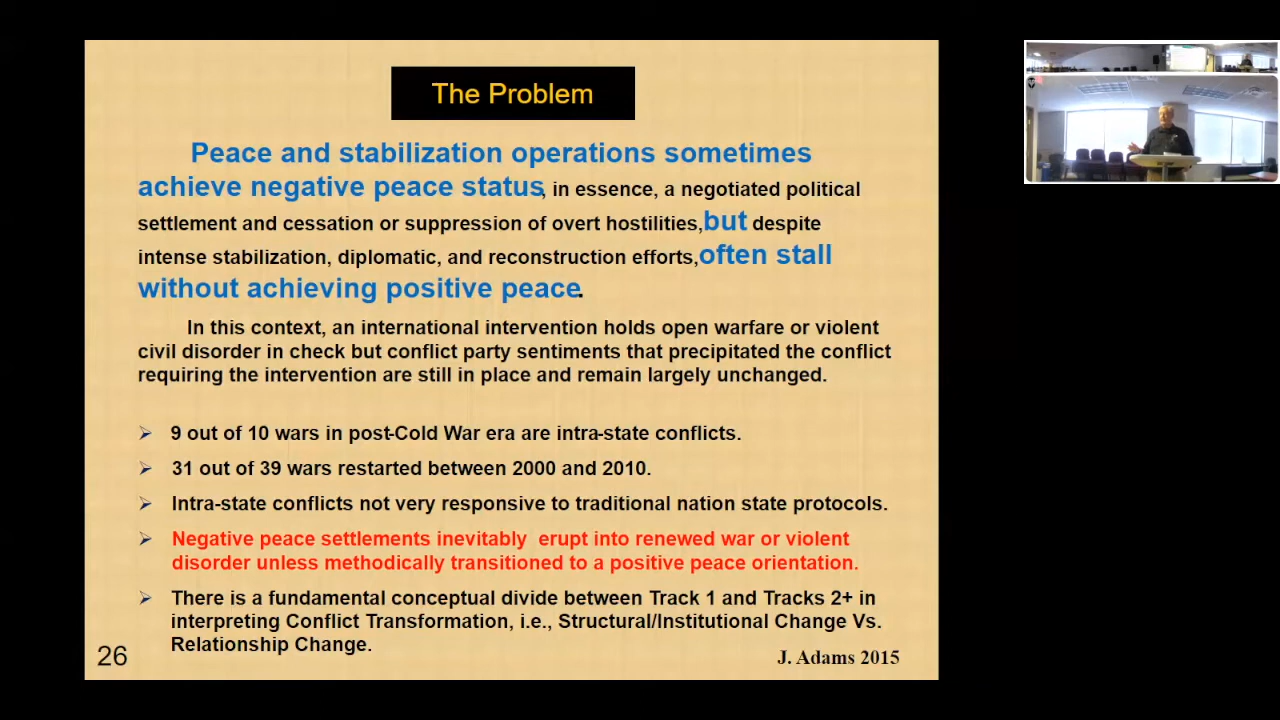 The Problem
Peace and stabilization operations sometimes
achieve negative peace status, in essence, a negotiated political
settlement and cessation or suppression of overt hostilities,but despite
intense stabilization, diplomatic, and reconstruction efforts,often stall
without achieving positive peace.
In this context, an international intervention holds open warfare or violent
civil disorder in check but conflict party sentiments that precipitated the conflict
requiring the intervention are still in place and remain largely unchanged.
➢ 9 out of 10 wars in post-Cold War era are intra-state conflicts.
➢ 31 out of 39 wars restarted between 2000 and 2010.
➢ Intra-state conflicts not very responsive to traditional nation state protocols.
➢ Negative peace settlements inevitably erupt into renewed war or violent
disorder unless methodically transitioned to a positive peace orientation.
➢ There is a fundamental conceptual divide between Track 1 and Tracks 2+ in
interpreting Conflict Transformation, i.e., Structural/Institutional Change Vs.
Relationship Change.
26
J. Adams 2015